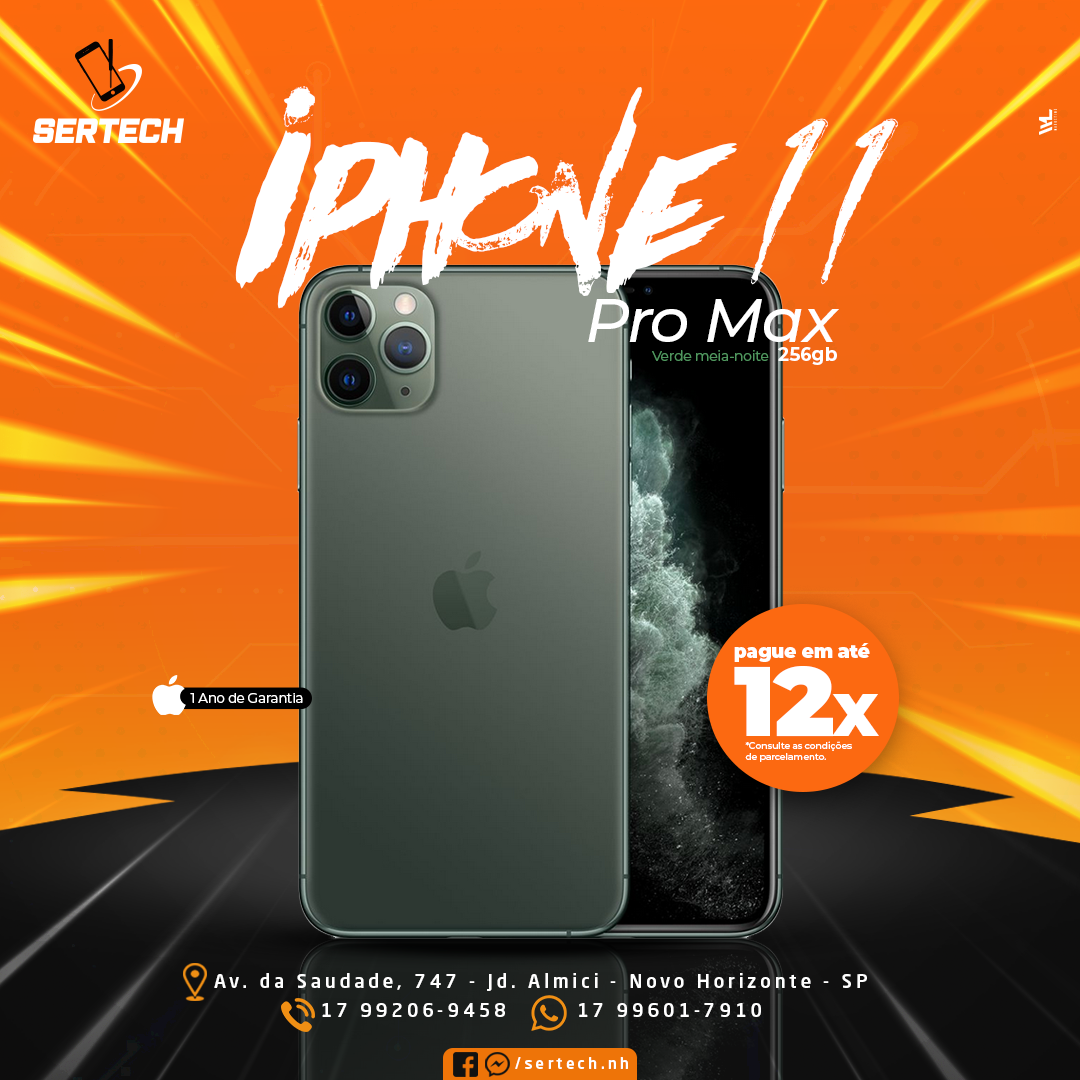 SERTECH
iPHONE 11
Pro Max
Verde meia-noite 256gb
pague em até
12x
*Consulte as condições
de parcelamento.
1 Ano de Garantia
Av. da Saudade, 747 - Jd. Almici - Novo Horizonte - SP
17 99206-9458 17 99601-7910
/sertech.nh